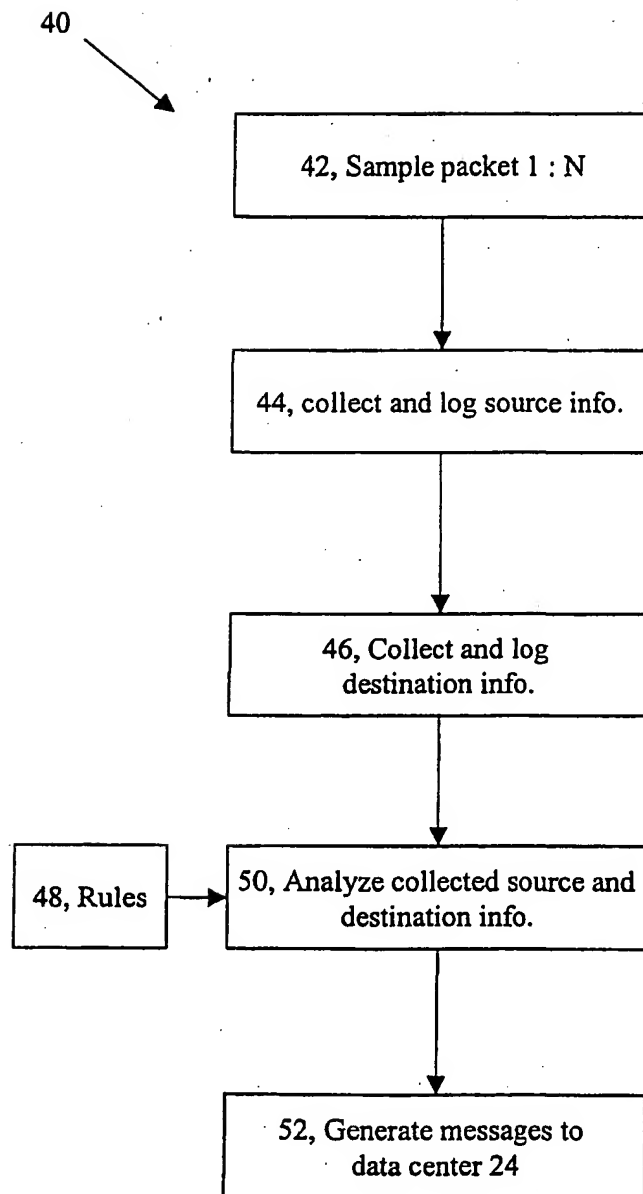 40
42, Sample packet 1 : N
44, collect and log source info.
46, Collect and log
destination info.
48, Rules
50, Analyze collected source and
destination info.
52, Generate messages to
data center 24